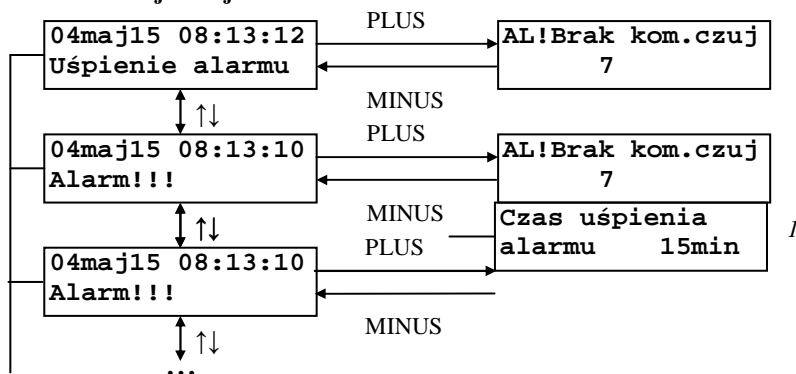 04maj15 08:13:12
Uśpienie alarmu
PLUS
MINUS
AL!Brak kom.czuj
7
↑↓
04maj15 08:13:10
Alarm!!!
PLUS
MINUS
AL!Brak kom.czuj
7
↑↓
04maj15 08:13:10
Alarm!!!
PLUS
MINUS
Czas uśpienia
alarmu 15min
↑↓
...